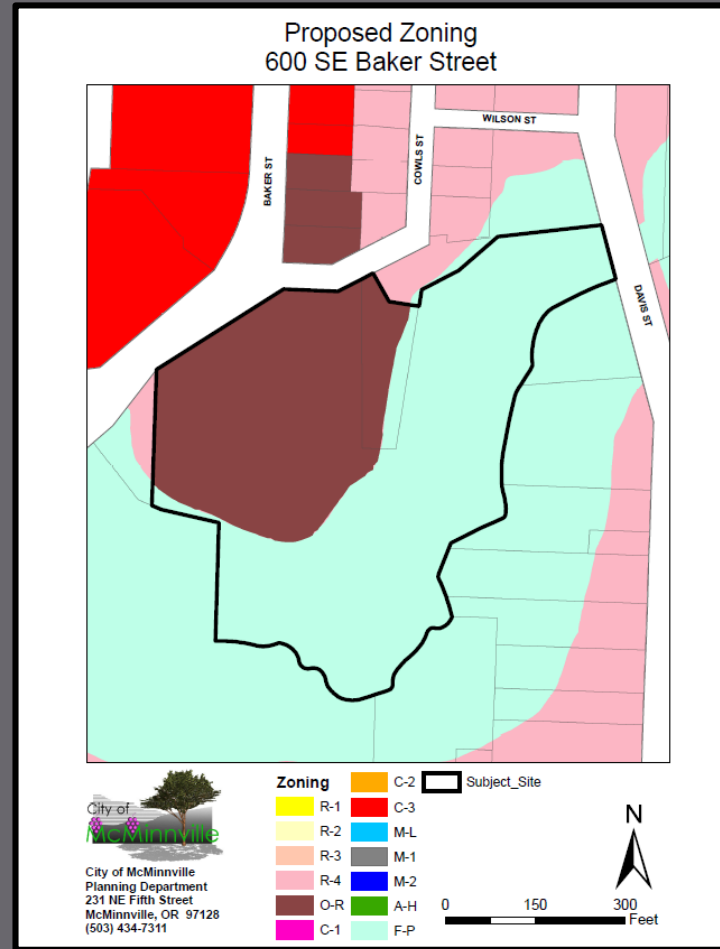 Proposed Zoning
600 SE Baker Street
WILSON ST
BAKER ST
COWLS ST
DAVIS ST
City of
McMinnville
City of McMinnville
Planning Department
231 NE Fifth Street
McMinnville, OR 97128
(503) 434-7311
Zoning
R-1
R-2
R-3
R-4
O-R
C-1
C-2
C-3
M-L
M-1
M-2
A-H
F-P
Subject_Site
N
0 150 300
Feet